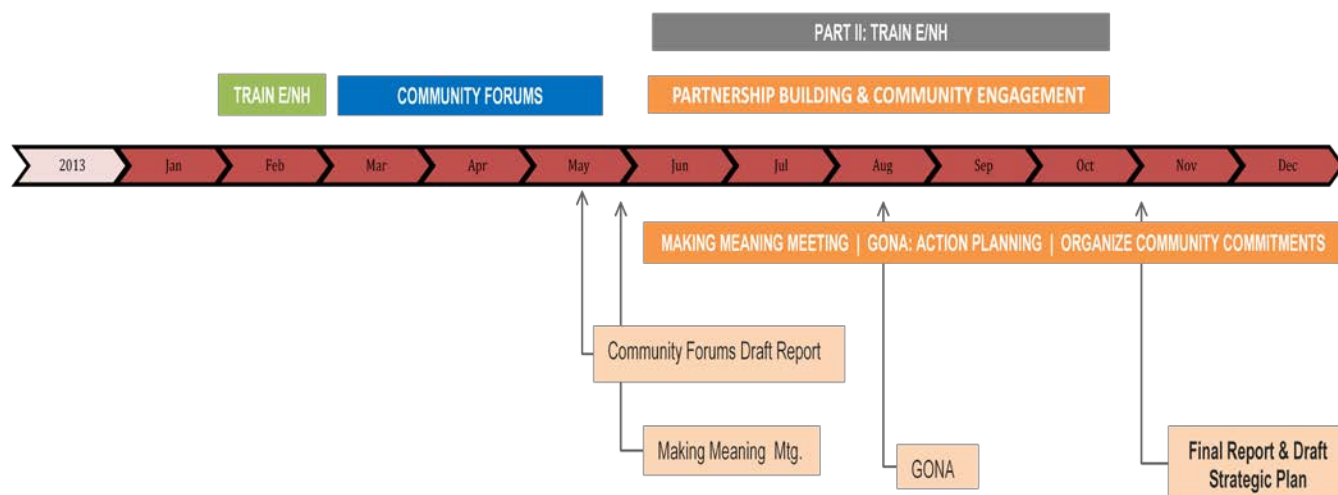 PART II: TRAIN E/NH
TRAIN E/NH
COMMUNITY FORUMS
PARTNERSHIP BUILDING & COMMUNITY ENGAGEMENT
2013
Jan
Feb
Mar
Apr
May
Jun
Jul
Aug
Sep
Oct
Nov
Dec
MAKING MEANING MEETING | GONA: ACTION PLANNING | ORGANIZE COMMUNITY COMMITMENTS
Community Forums Draft Report
Making Meaning Mtg.
GONA
Final Report & Draft
Strategic Plan